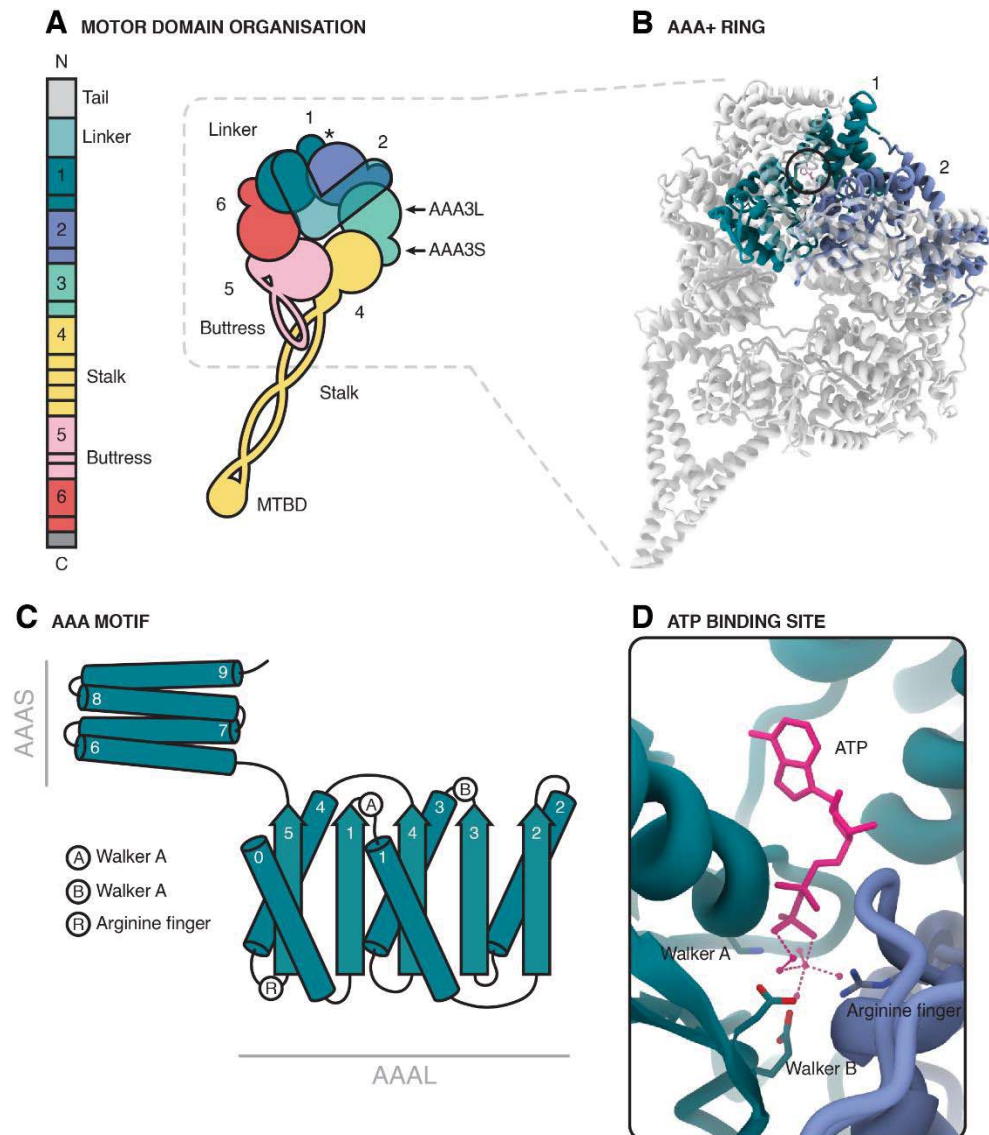 A MOTOR DOMAIN ORGANISATION
N
Tail
Linker
1
2
3
4
Stalk
5
Buttress
6
C
Linker
1
*
2
6
AAA3L
AAA3S
5
4
Buttress
Stalk
MTBD
B AAA+ RING
1
2
C AAA MOTIF
AAAS
9
8
7
6
4
A
3
B
2
5
1
4
3
2
0
1
A Walker A
B Walker A
R Arginine finger
R
AAAL
D ATP BINDING SITE
ATP
Walker A
Arginine finger
Walker B